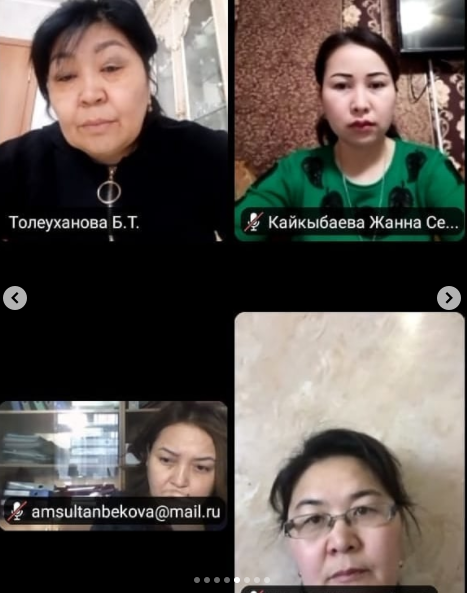 Толеуханова Б.Т.
Кайкыбаева Жанна Се...
amsultanbekova@mail.ru